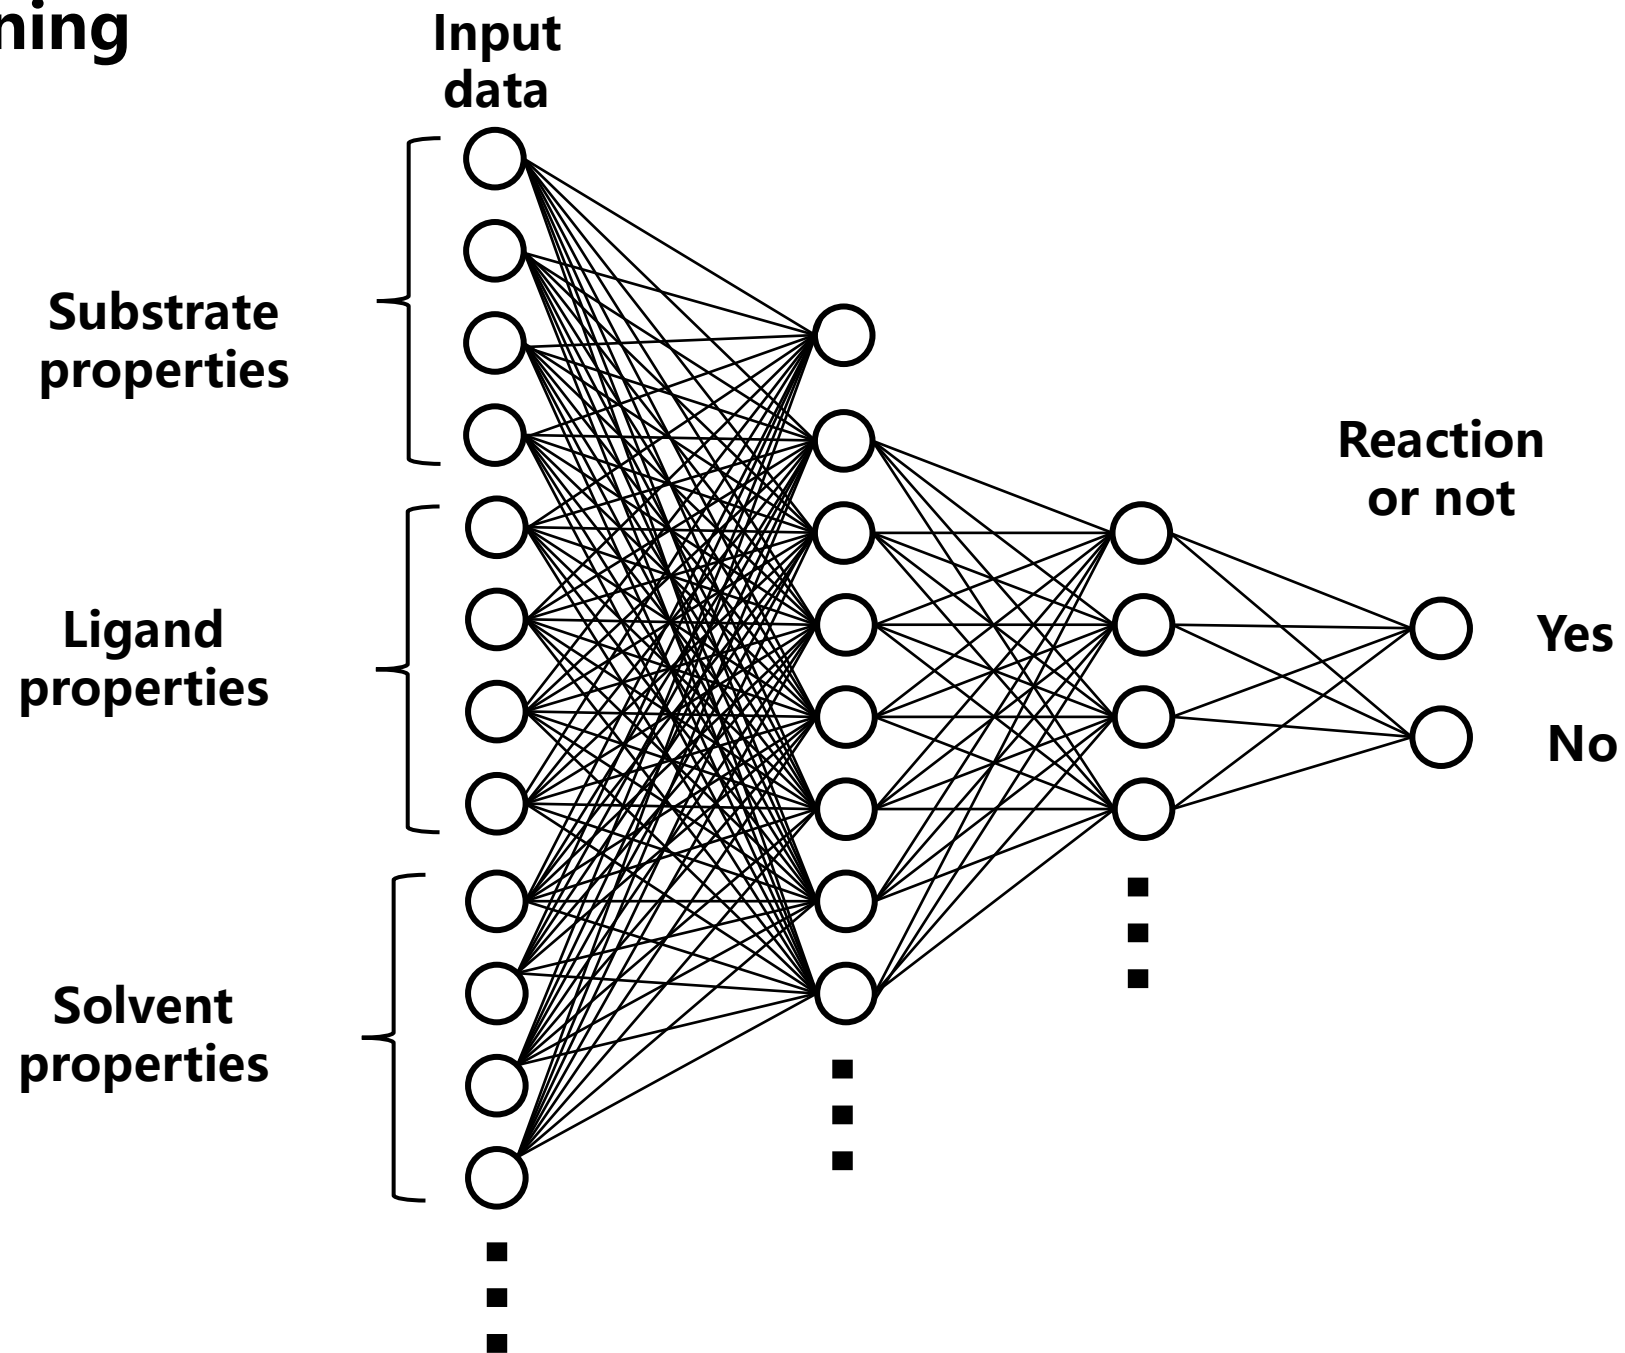 ning
Input
data
Substrate
properties
Reaction
or not
Ligand
properties
Yes
No
Solvent
properties